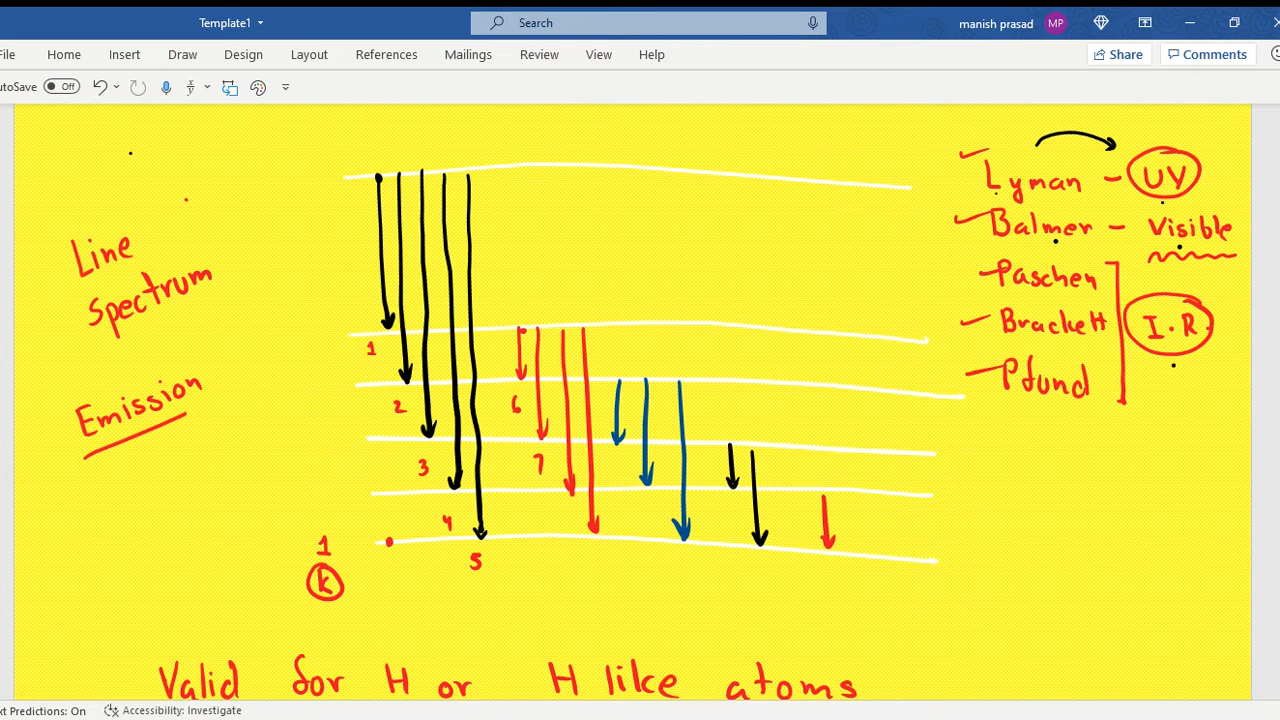 Template1
Search
manish prasad
MP
File Home Insert Draw Design Layout References Mailings Review View Help
Share
Comments
utoSave Off
Line
Spectrum
Emission
1
2
3
4
5
6
7
1
k
Lyman - UV
Balmer - Visible
Paschen
Brackett
Pfund
I.R.
Valid for H or H like atoms
xt Predictions: On
Accessibility: Investigate